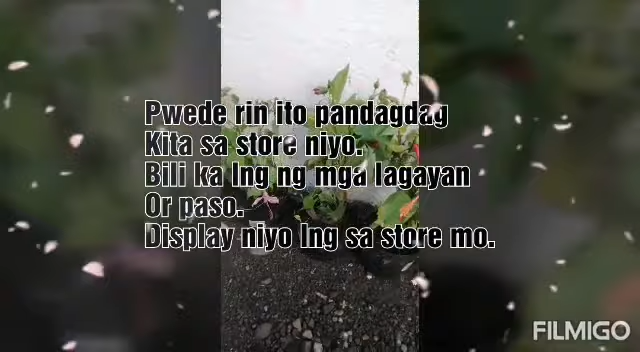 Pwede rin ito pandagdag
Kita sa store niyo.
Bili ka lng ng mga lagayan
Or paso.
Display niyo lng sa store mo.
FILMIGO